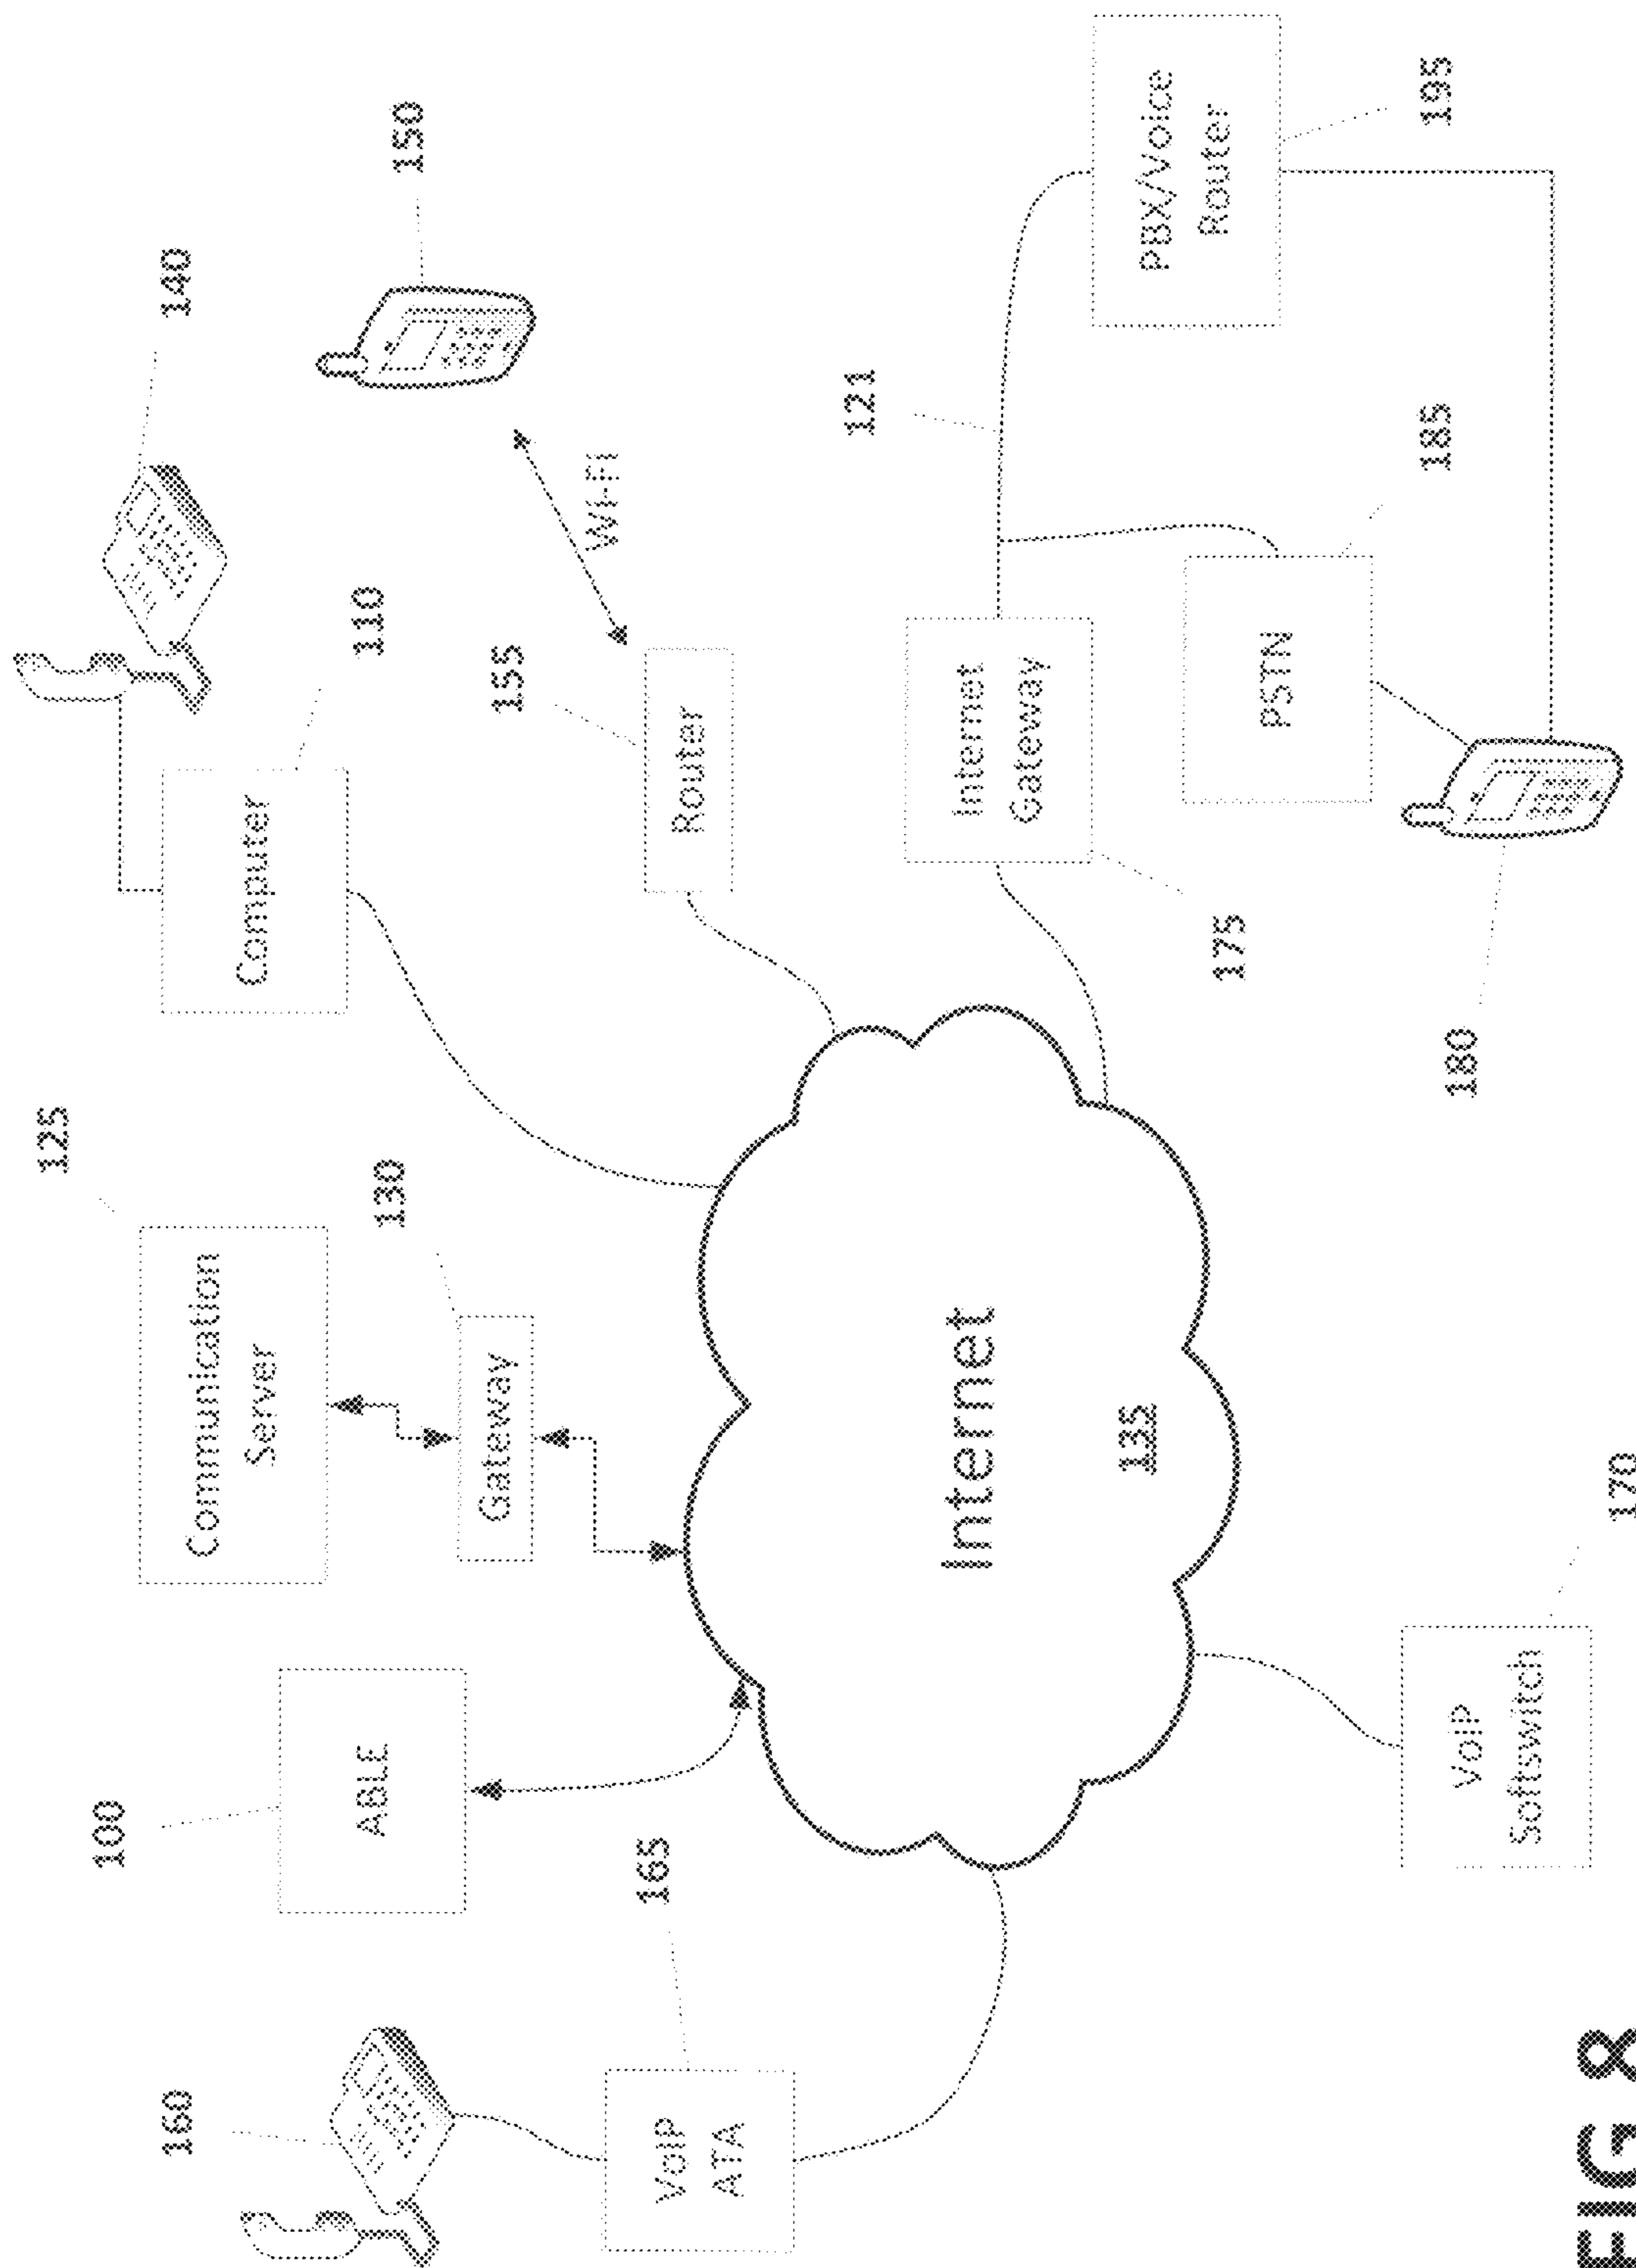 160
VoIP
ATA
165
100
ABLE
125
Communication
Server
130
Gateway
140
Computer
110
150
Wi-Fi
155
Router
Internet
135
Internet
Gateway
175
121
PBX/Voice
Router
195
PSTN
185
180
VoIP
Softswitch
170
FIG 8